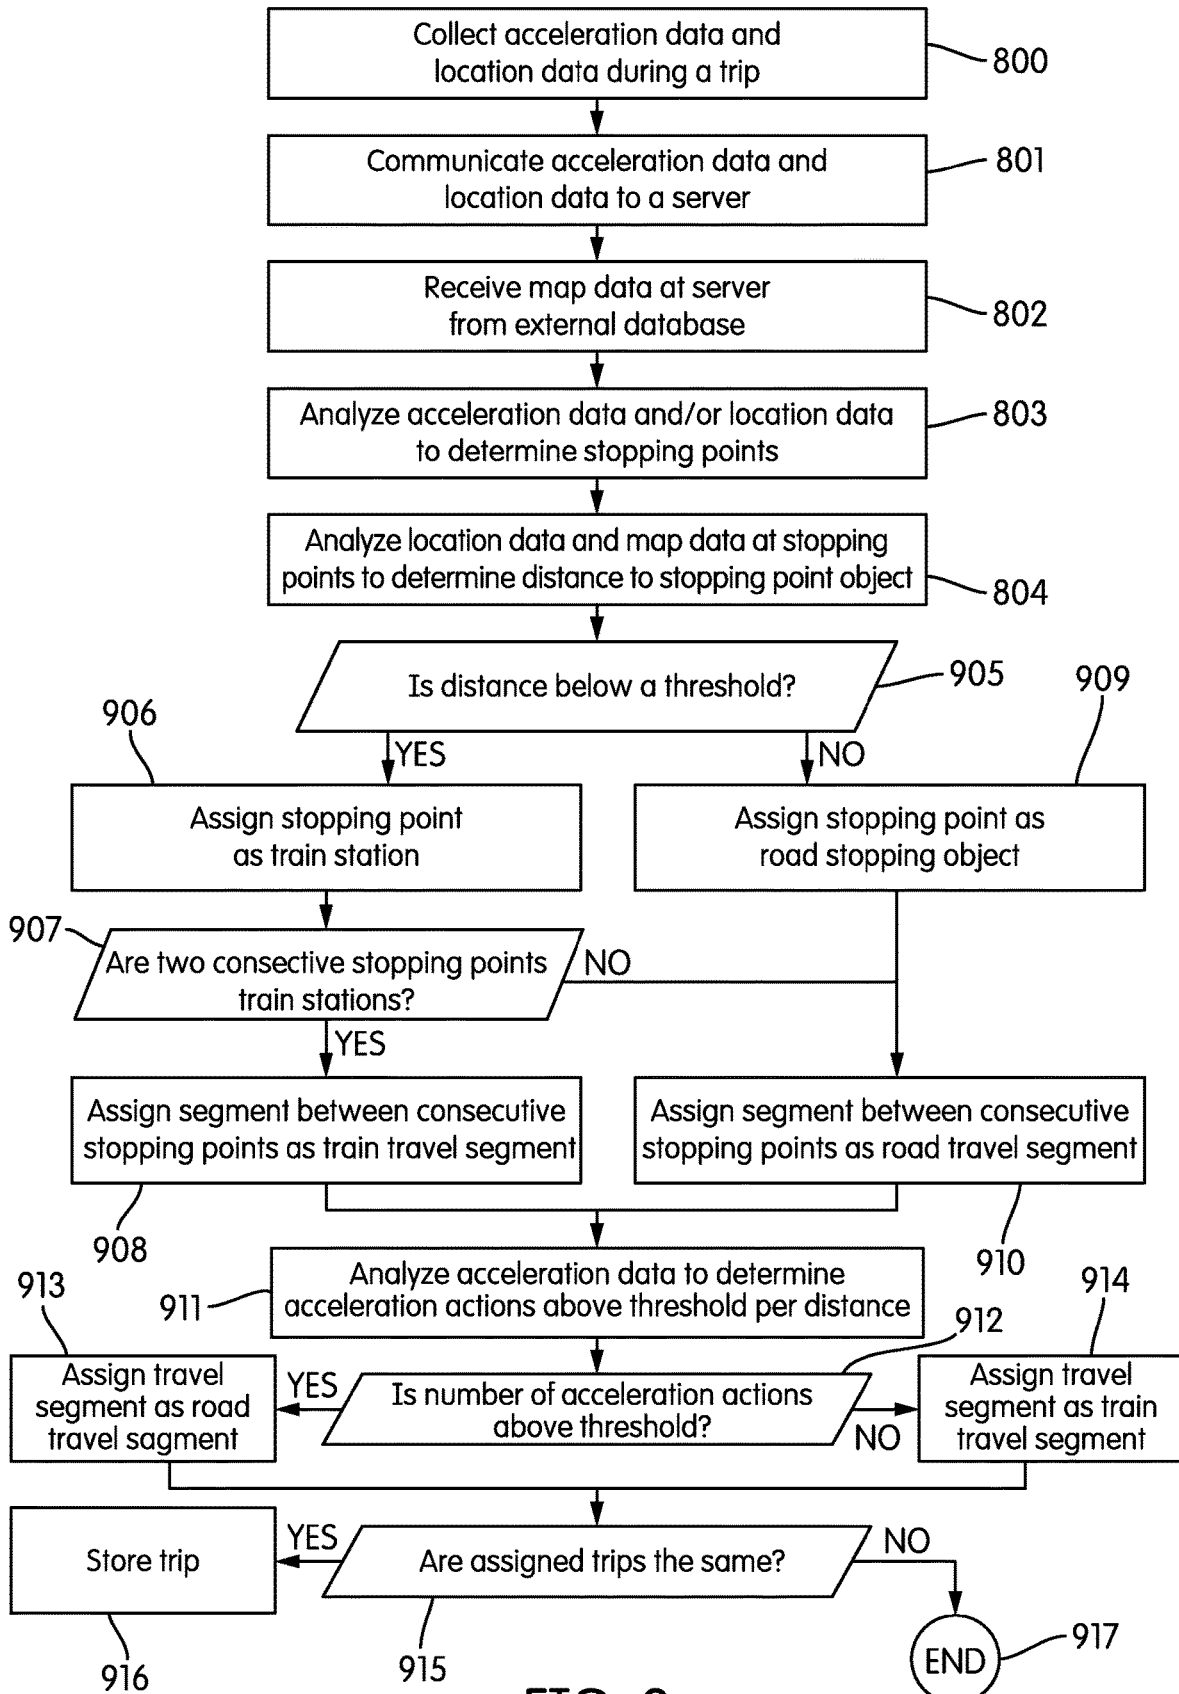 Collect acceleration data and
location data during a trip
800
Communicate acceleration data and
location data to a server
801
Receive map data at server
from external database
802
Analyze acceleration data and/or location data
to determine stopping points
803
Analyze location data and map data at stopping
points to determine distance to stopping point object
804
Is distance below a threshold?
905
909
906
YES
NO
Assign stopping point
as train station
Assign stopping point as
road stopping object
907
Are two consective stopping points
train stations?
NO
YES
Assign segment between consecutive
stopping points as train travel segment
Assign segment between consecutive
stopping points as road travel segment
908
910
Analyze acceleration data to determine
acceleration actions above threshold per distance
911
913
912
914
Assign travel
segment as road
travel sagment
YES
Is number of acceleration actions
above threshold?
NO
Assign travel
segment as train
travel segment
Store trip
YES
Are assigned trips the same?
NO
916
915
END
917